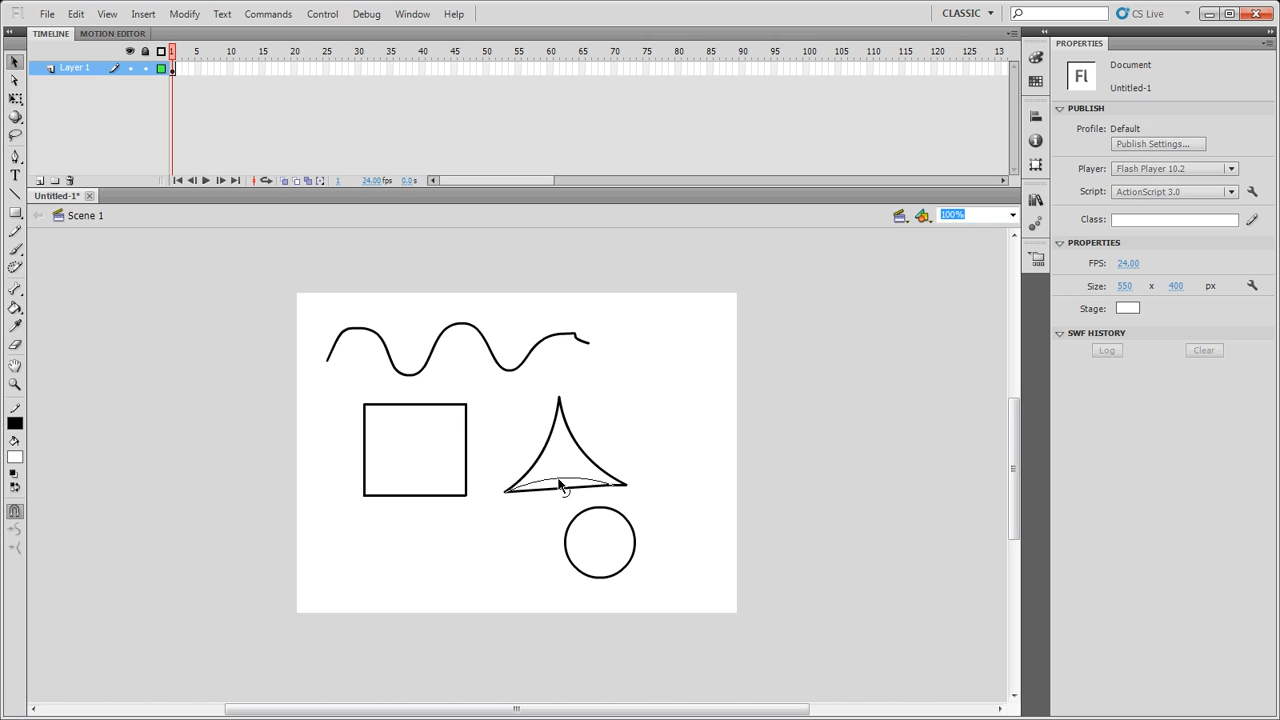 Fl File Edit View Insert Modify Text Commands Control Debug Window Help CLASSIC CS Live
TIMELINE MOTION EDITOR
1 5 10 15 20 25 30 35 40 45 50 55 60 65 70 75 80 85 90 95 100 105 110 115 120 125 13
Layer 1
1 24.00 fps 0.0 s
Untitled-1*
Scene 1
100%
PROPERTIES
Fl
Document
Untitled-1
PUBLISH
Profile: Default
Publish Settings...
Player: Flash Player 10.2
Script: ActionScript 3.0
Class:
PROPERTIES
FPS: 24.00
Size: 550 x 400 px
Stage:
SWF HISTORY
Log Clear